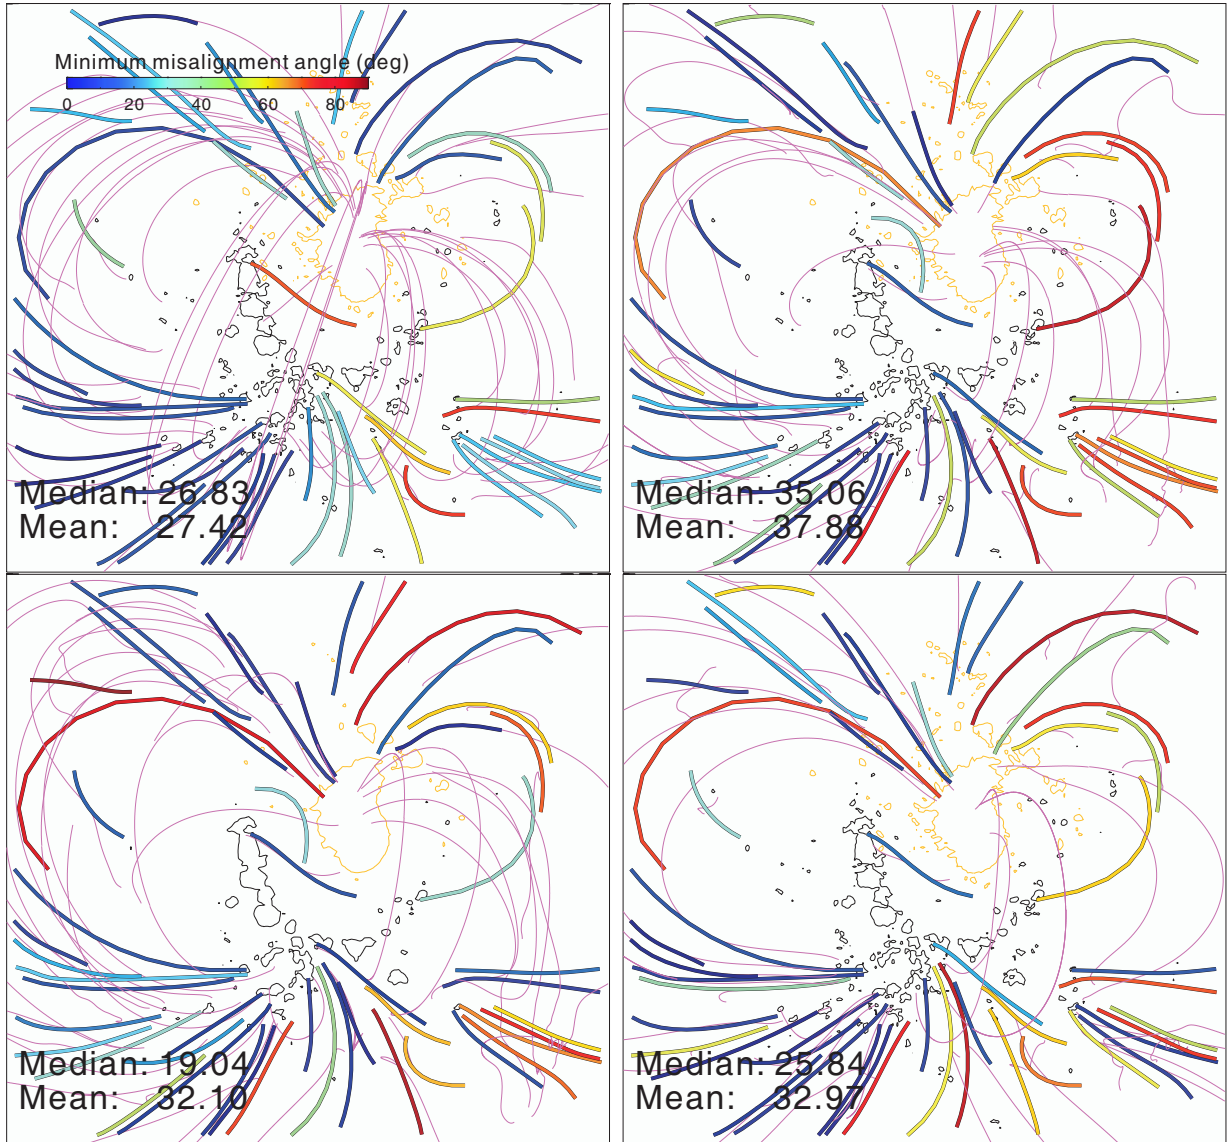 Minimum misalignment angle (deg)
0 20 40 60 80
Median: 26.83
Mean: 27.42
Median: 35.06
Mean: 37.88
Median: 19.04
Mean: 32.10
Median: 25.84
Mean: 32.97